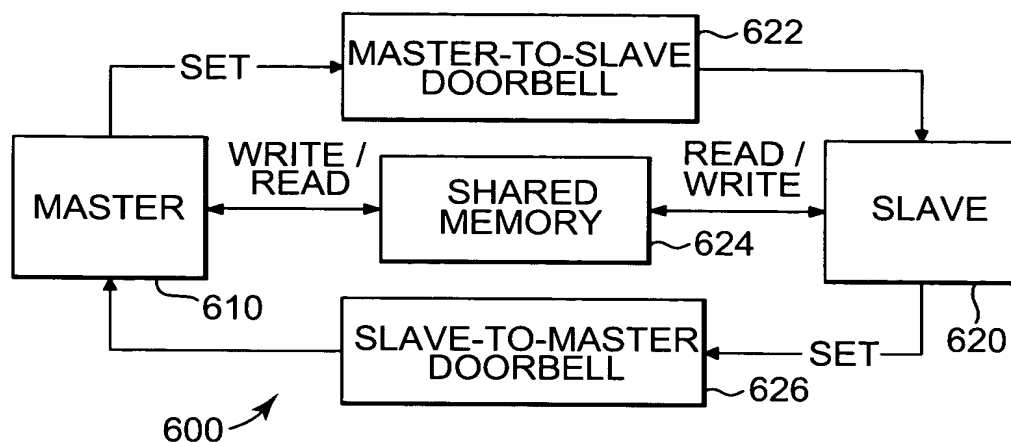 622
MASTER-TO-SLAVE
DOORBELL
SET
WRITE /
READ
READ /
WRITE
MASTER
SHARED
MEMORY
SLAVE
624
610
620
SLAVE-TO-MASTER
DOORBELL
SET
626
600